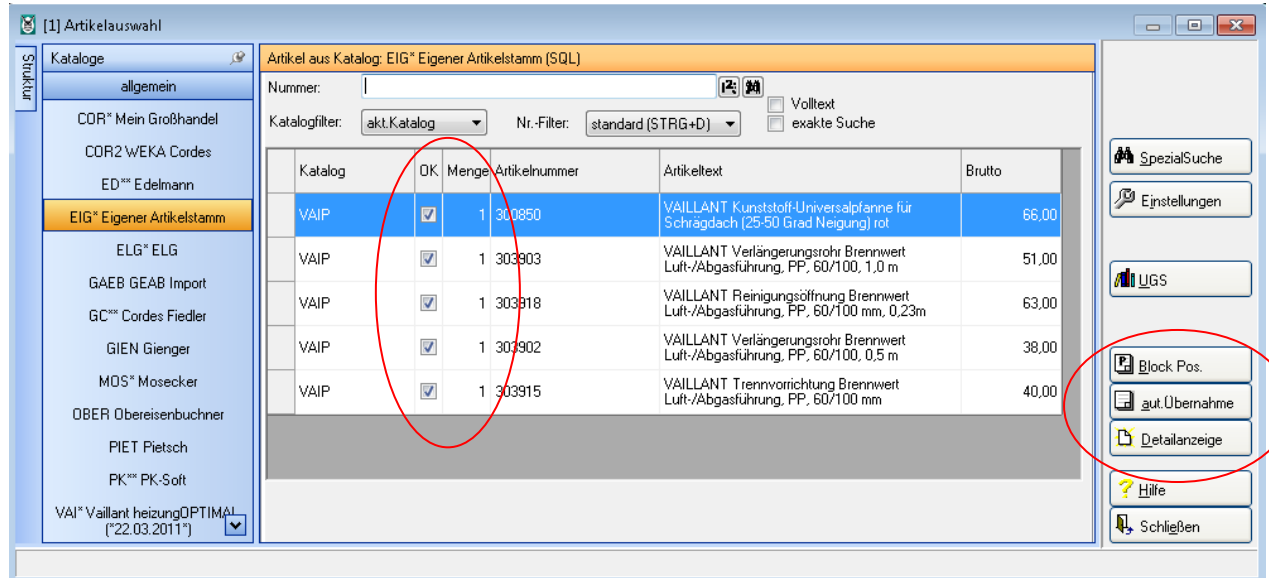 [1] Artikelauswahl
Struktur
Kataloge
allgemein
COR* Mein Großhandel
COR2 WEKA Cordes
ED** Edelmann
EIG* Eigener Artikelstamm
ELG* ELG
GAEB GEAB Import
GC** Cordes Fiedler
GIEN Gienger
MOS* Mosecker
OBER Obereisenbuchner
PIET Pietsch
PK** PK-Soft
VAI* Vaillant heizungOPTIMAL
(*22.03.2011*)
Artikel aus Katalog: EIG* Eigener Artikelstamm (SQL)
Nummer:
Volltext
Katalogfilter: akt.Katalog Nr.-Filter: standard (STRG+D) exakte Suche
Katalog OK Menge Artikelnummer Artikeltext Brutto
VAIP 1 300850 VAILLANT Kunststoff-Universalpfanne für 66,00
Schrägdach (25-50 Grad Neigung) rot
VAIP 1 303903 VAILLANT Verlängerungsrohr Brennwert 51,00
Luft-/Abgasführung, PP, 60/100, 1,0 m
VAIP 1 303918 VAILLANT Reinigungsöffnung Brennwert 63,00
Luft-/Abgasführung, PP, 60/100 mm, 0,23m
VAIP 1 303902 VAILLANT Verlängerungsrohr Brennwert 38,00
Luft-/Abgasführung, PP, 60/100, 0,5 m
VAIP 1 303915 VAILLANT Trennvorrichtung Brennwert 40,00
Luft-/Abgasführung, PP, 60/100 mm
SpezialSuche
Einstellungen
UGS
Block Pos.
aut.Übernahme
Detailanzeige
Hilfe
Schließen